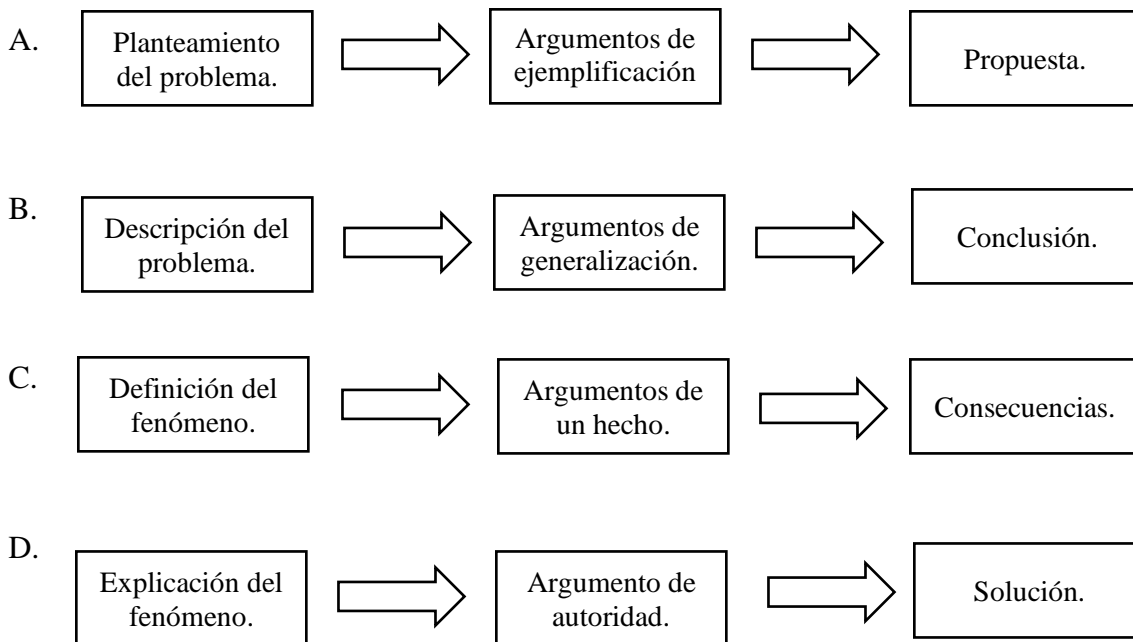 A.
Planteamiento
del problema.
Argumentos de
ejemplificación
Propuesta.
B.
Descripción del
problema.
Argumentos de
generalización.
Conclusión.
C.
Definición del
fenómeno.
Argumentos de
un hecho.
Consecuencias.
D.
Explicación del
fenómeno.
Argumento de
autoridad.
Solución.